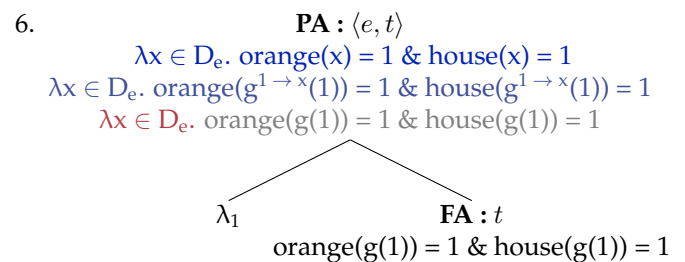 6. PA : ⟨e, t⟩
λx ∈ Dₑ. orange(x) = 1 & house(x) = 1
λx ∈ Dₑ. orange(g¹ → ˣ(1)) = 1 & house(g¹ → ˣ(1)) = 1
λx ∈ Dₑ. orange(g(1)) = 1 & house(g(1)) = 1
λ₁ FA : t
orange(g(1)) = 1 & house(g(1)) = 1